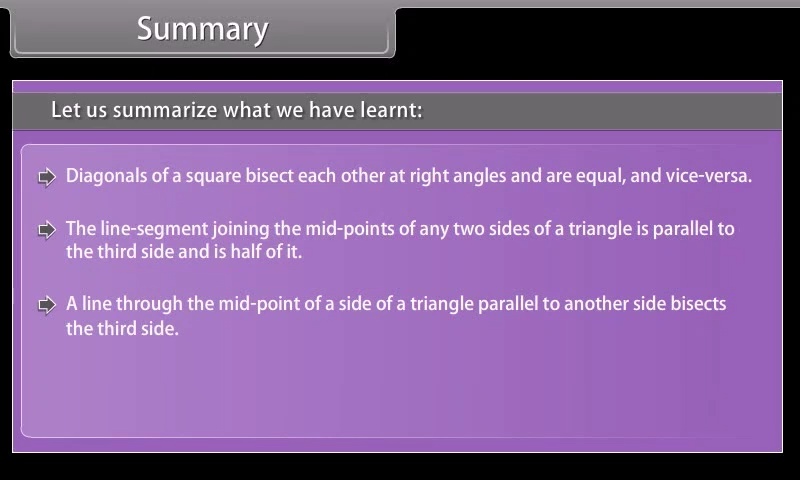 Summary
Let us summarize what we have learnt:
Diagonals of a square bisect each other at right angles and are equal, and vice-versa.
The line-segment joining the mid-points of any two sides of a triangle is parallel to
the third side and is half of it.
A line through the mid-point of a side of a triangle parallel to another side bisects
the third side.